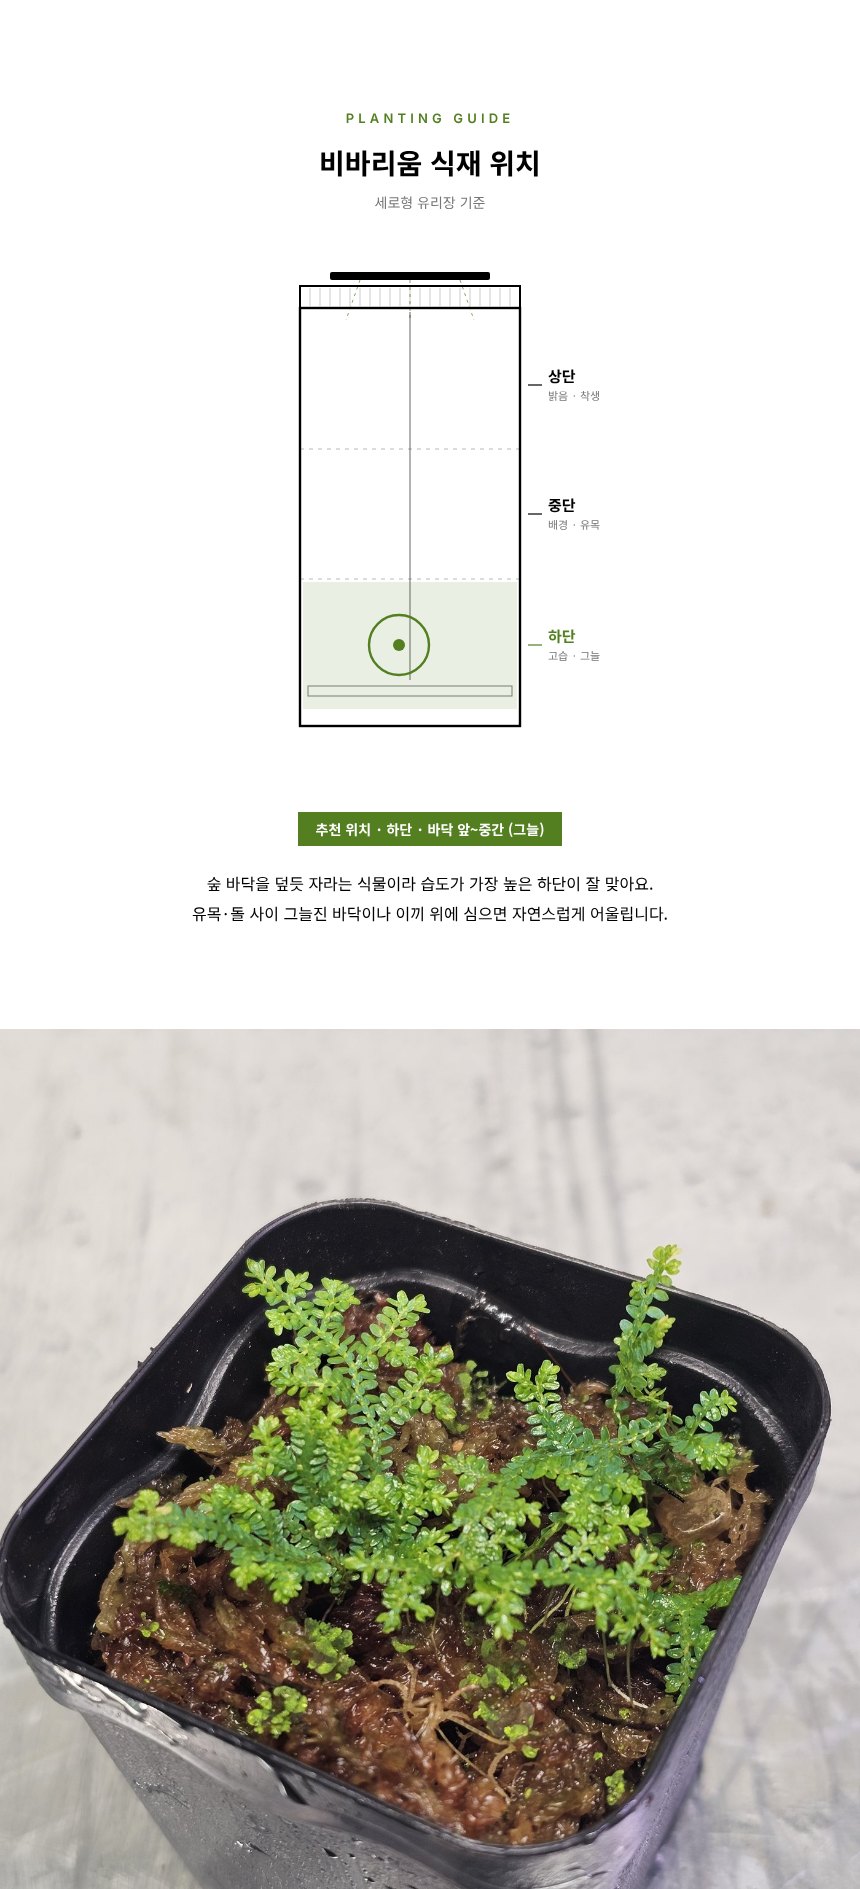 PLANTING GUIDE
비바리움 식재 위치
세로형 유리장 기준
상단
밝음 · 착생
중단
배경 · 유목
하단
고습 · 그늘
추천 위치 · 하단 · 바닥 앞~중간 (그늘)
숲 바닥을 덮듯 자라는 식물이라 습도가 가장 높은 하단이 잘 맞아요.
유목·돌 사이 그늘진 바닥이나 이끼 위에 심으면 자연스럽게 어울립니다.